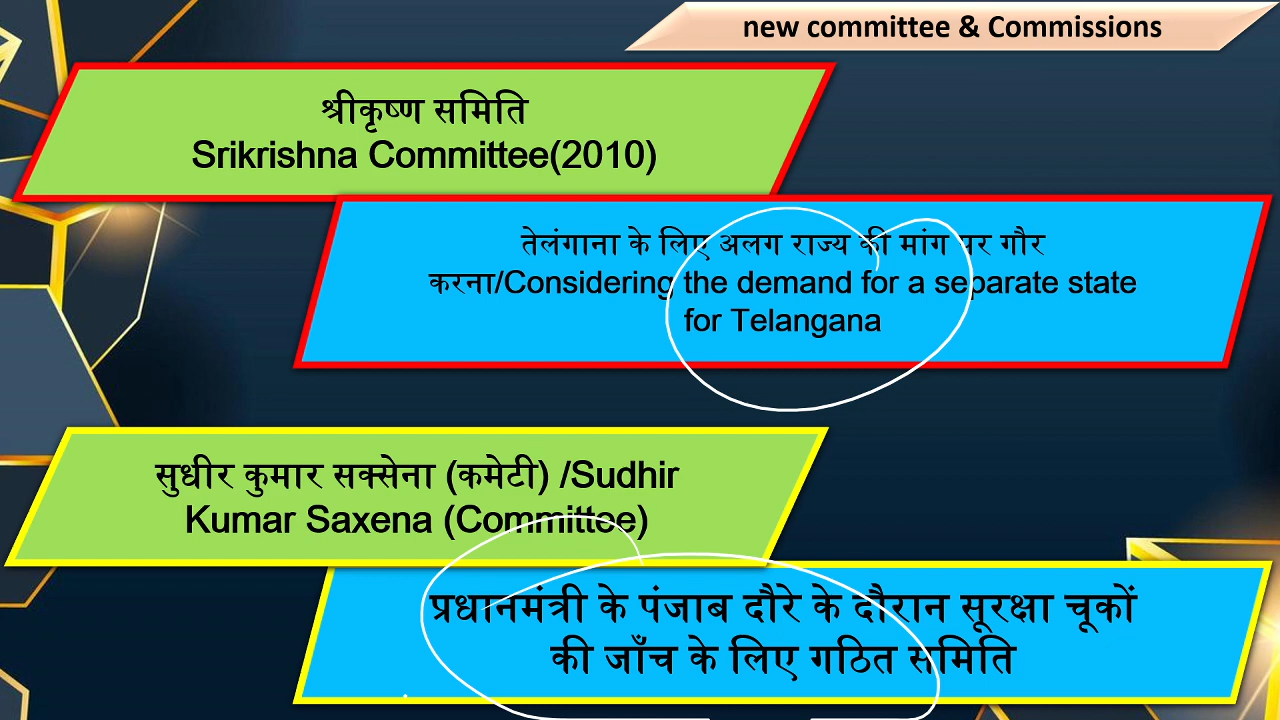 new committee & Commissions
श्रीकृष्ण समिति
Srikrishna Committee(2010)
तेलंगाना के लिए अलग राज्य की मांग पर गौर
करना/Considering the demand for a separate state
for Telangana
सुधीर कुमार सक्सेना (कमेटी) /Sudhir
Kumar Saxena (Committee)
प्रधानमंत्री के पंजाब दौरे के दौरान सूरक्षा चूकों
की जाँच के लिए गठित समिति